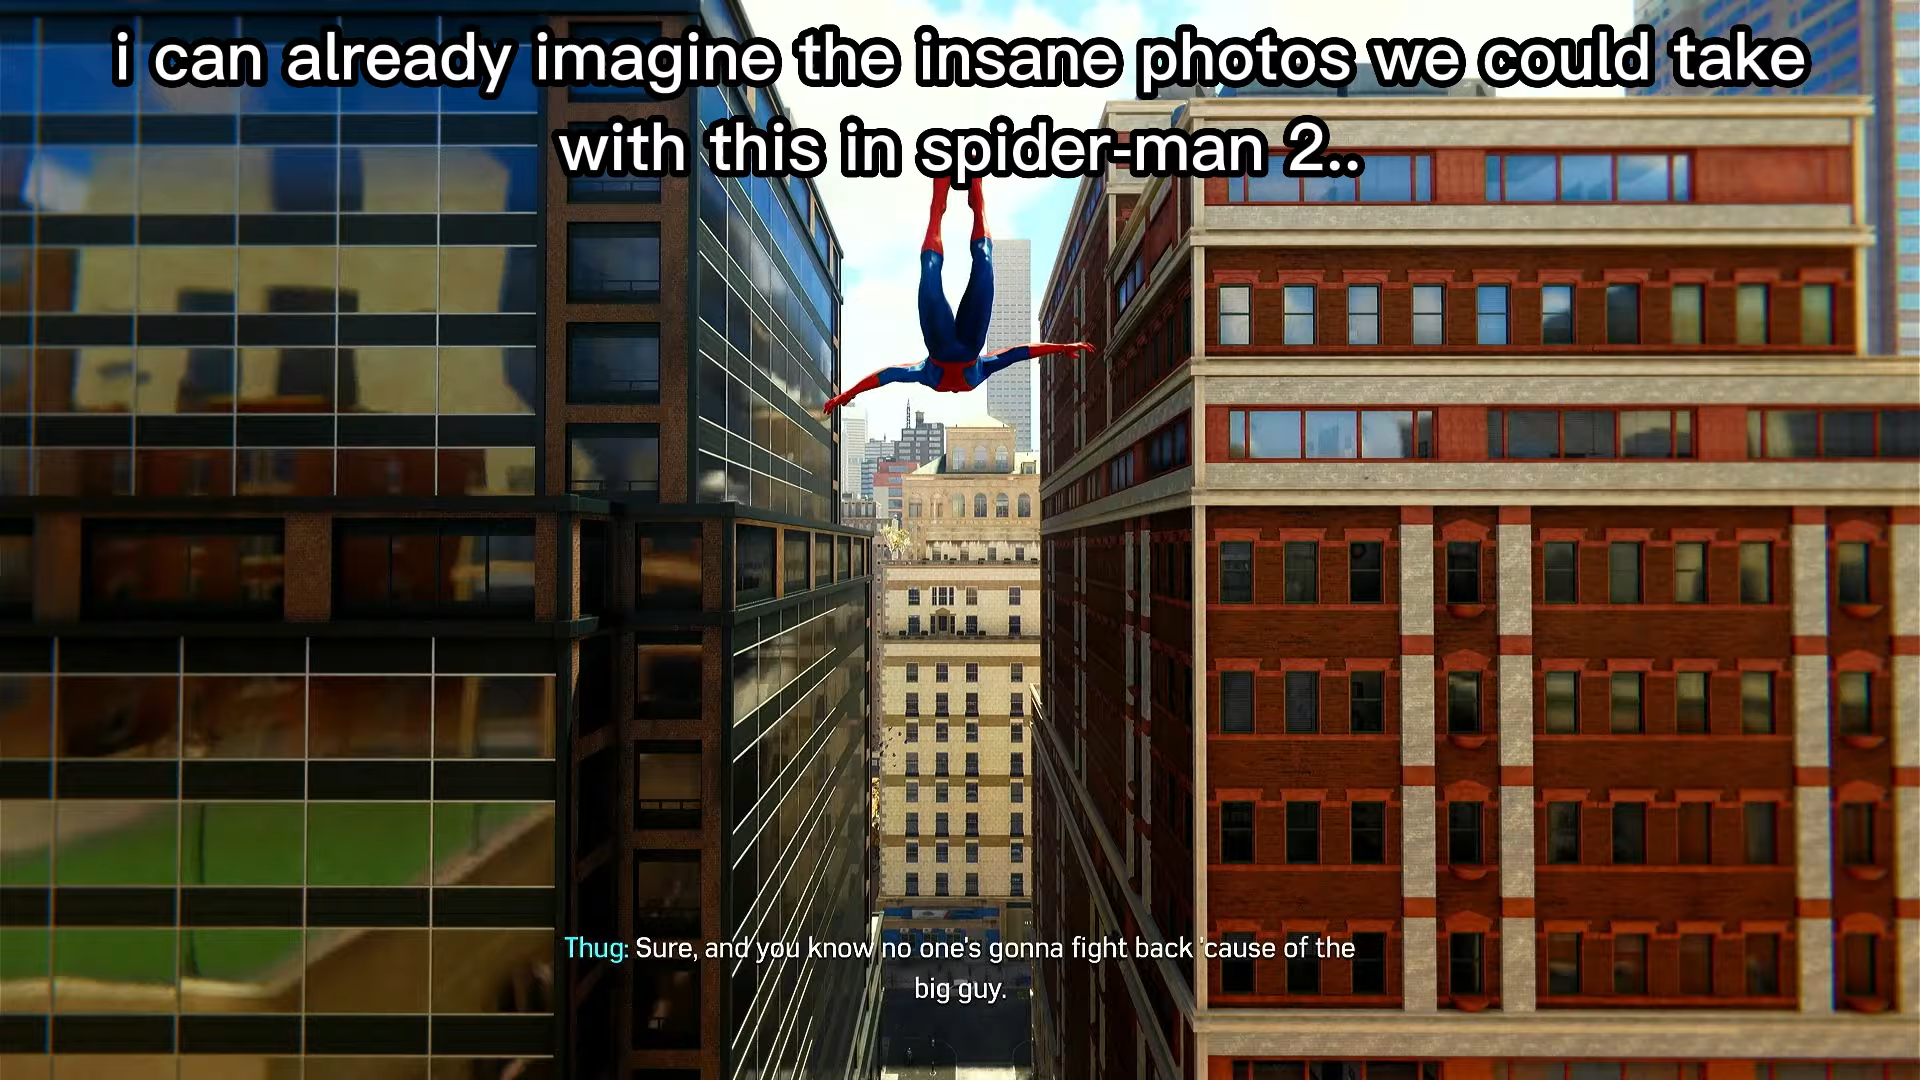 i can already imagine the insane photos we could take
with this in spider-man 2..
Thug: Sure, and you know no one's gonna fight back 'cause of the
big guy.